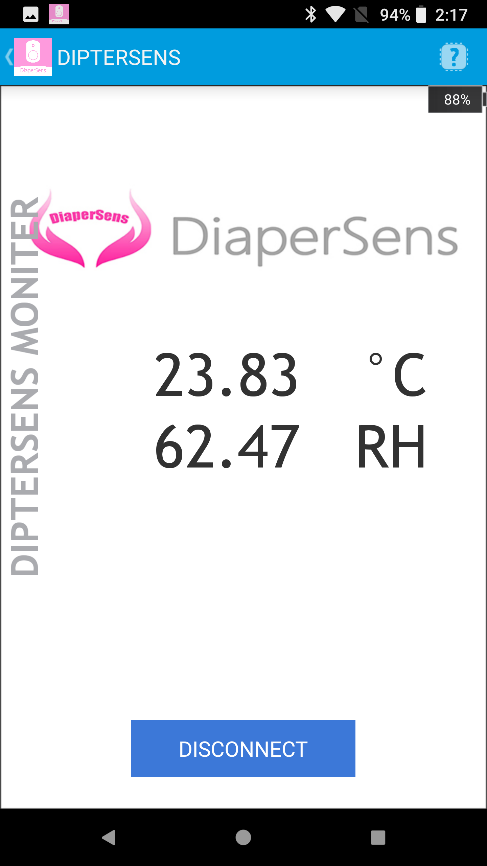 94% 2:17
DIPTERSENS
88%
DiaperSens
DiaperSens
DIPTERSENS MONITER
23.83 °C
62.47 RH
DISCONNECT